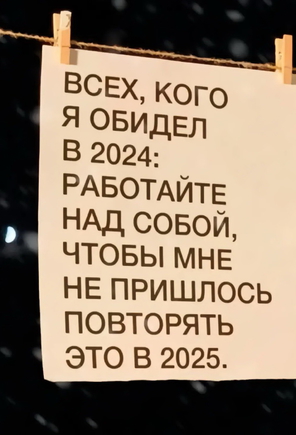 ВСЕХ, КОГО
Я ОБИДЕЛ
В 2024:
РАБОТАЙТЕ
НАД СОБОЙ,
ЧТОБЫ МНЕ
НЕ ПРИШЛОСЬ
ПОВТОРЯТЬ
ЭТО В 2025.